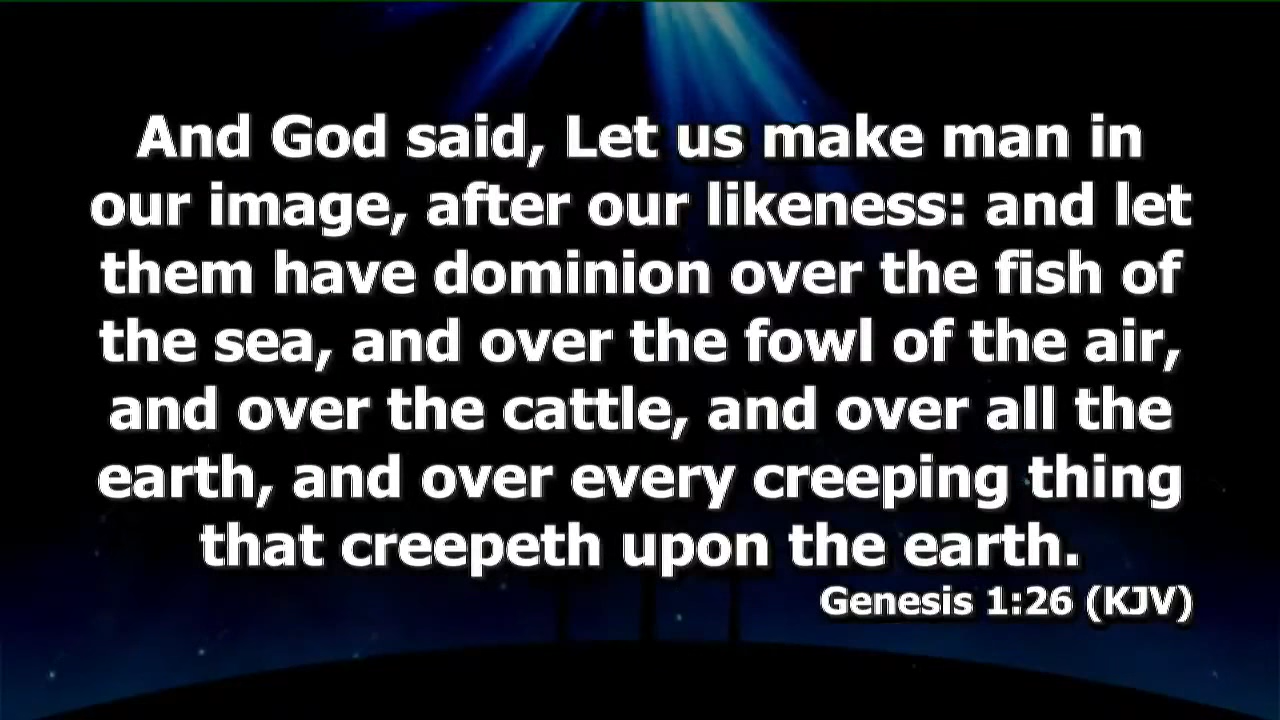 And God said, Let us make man in
our image, after our likeness: and let
them have dominion over the fish of
the sea, and over the fowl of the air,
and over the cattle, and over all the
earth, and over every creeping thing
that creepeth upon the earth.
Genesis 1:26 (KJV)